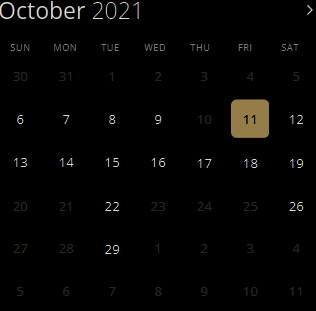 October 2021
SUN MON TUE WED THU FRI SAT
30 31 1 2 3 4 5
6 7 8 9 10 11 12
13 14 15 16 17 18 19
20 21 22 23 24 25 26
27 28 29 1 2 3 4
5 6 7 8 9 10 11